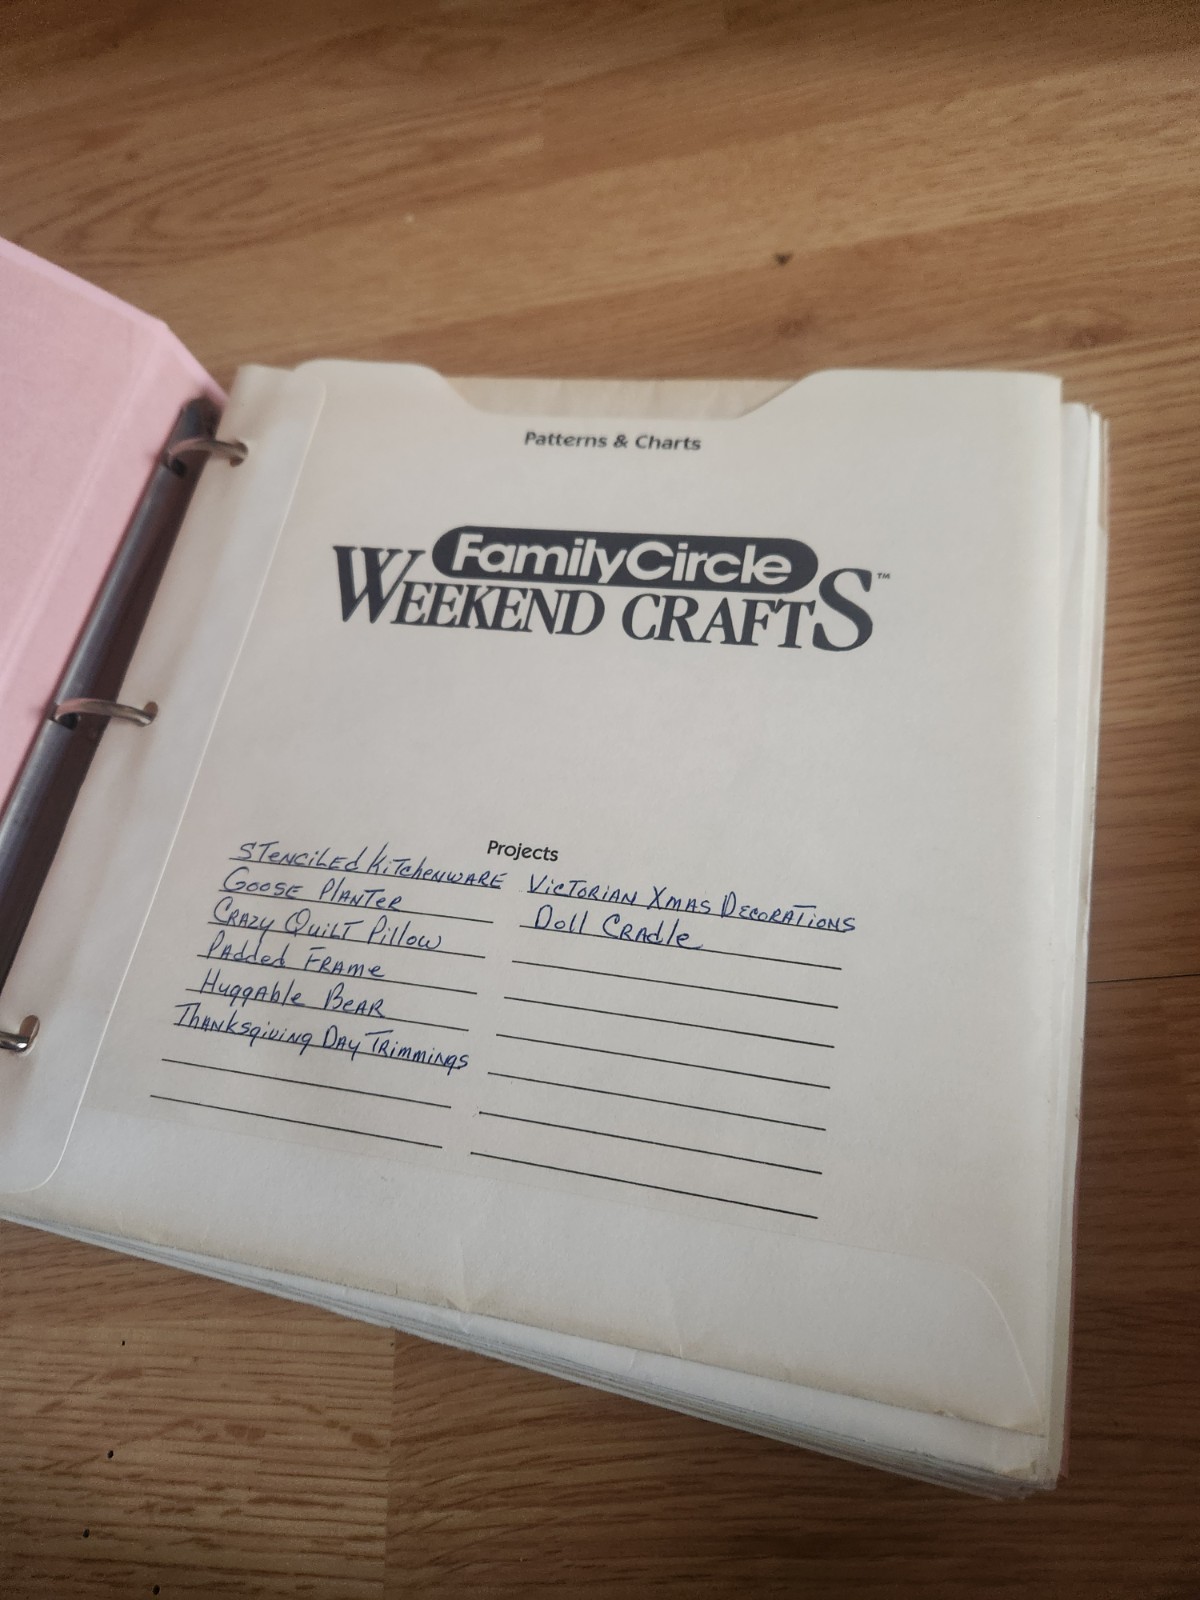 Patterns & Charts
FamilyCircle
WEEKEND CRAFTS™
Projects
STENCILED KITCHENWARE
GOOSE PLANTER
CRAZY QUILT PILLOW
PADDED FRAME
HUGGABLE BEAR
THANKSGIVING DAY TRIMMINGS
VICTORIAN XMAS DECORATIONS
DOLL CRADLE